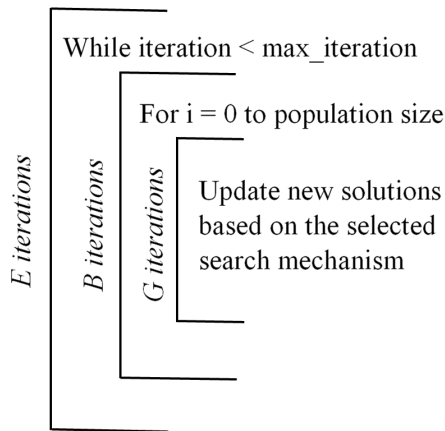 While iteration < max_iteration
For i = 0 to population size
Update new solutions
based on the selected
search mechanism
E iterations
B iterations
G iterations